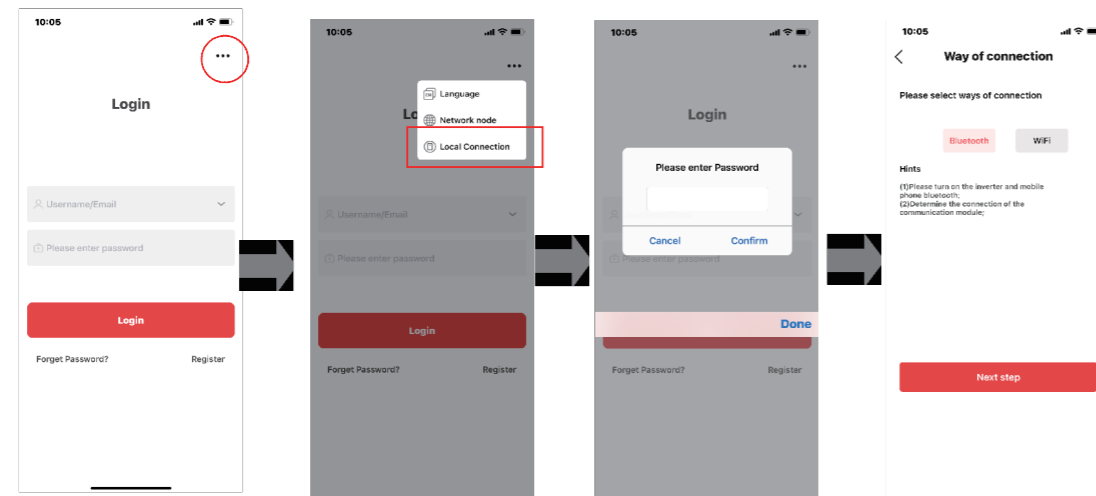 10:05
...
Login
Username/Email
Please enter password
Login
Forget Password? Register
10:05
...
Language
Network node
Local Connection
Username/Email
Please enter password
Login
Forget Password? Register
10:05
...
Login
Please enter Password
Cancel Confirm
Please enter password
Done
Forget Password? Register
10:05
Way of connection
Please select ways of connection
Bluetooth WiFi
Hints
(1)Please turn on the inverter and mobile
phone bluetooth;
(2)Determine the connection of the
communication module;
Next step